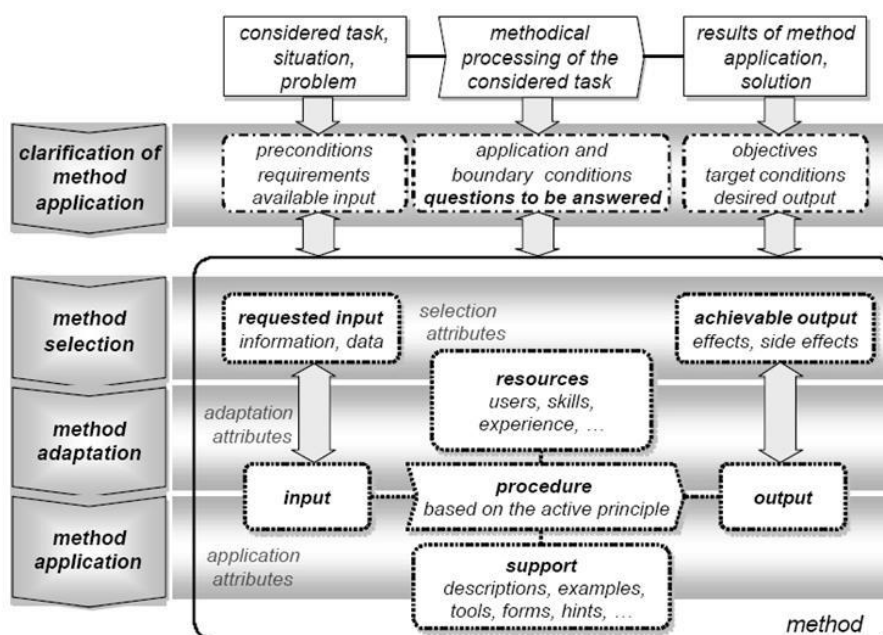 considered task,
situation,
problem
methodical
processing of the
considered task
results of method
application,
solution
clarification of
method
application
preconditions
requirements
available input
application and
boundary conditions
questions to be answered
objectives
target conditions
desired output
method
selection
requested input
information, data
selection
attributes
achievable output
effects, side effects
resources
users, skills,
experience, …
method
adaptation
adaptation
attributes
input
procedure
based on the active principle
output
method
application
application
attributes
support
descriptions, examples,
tools, forms, hints, …
method